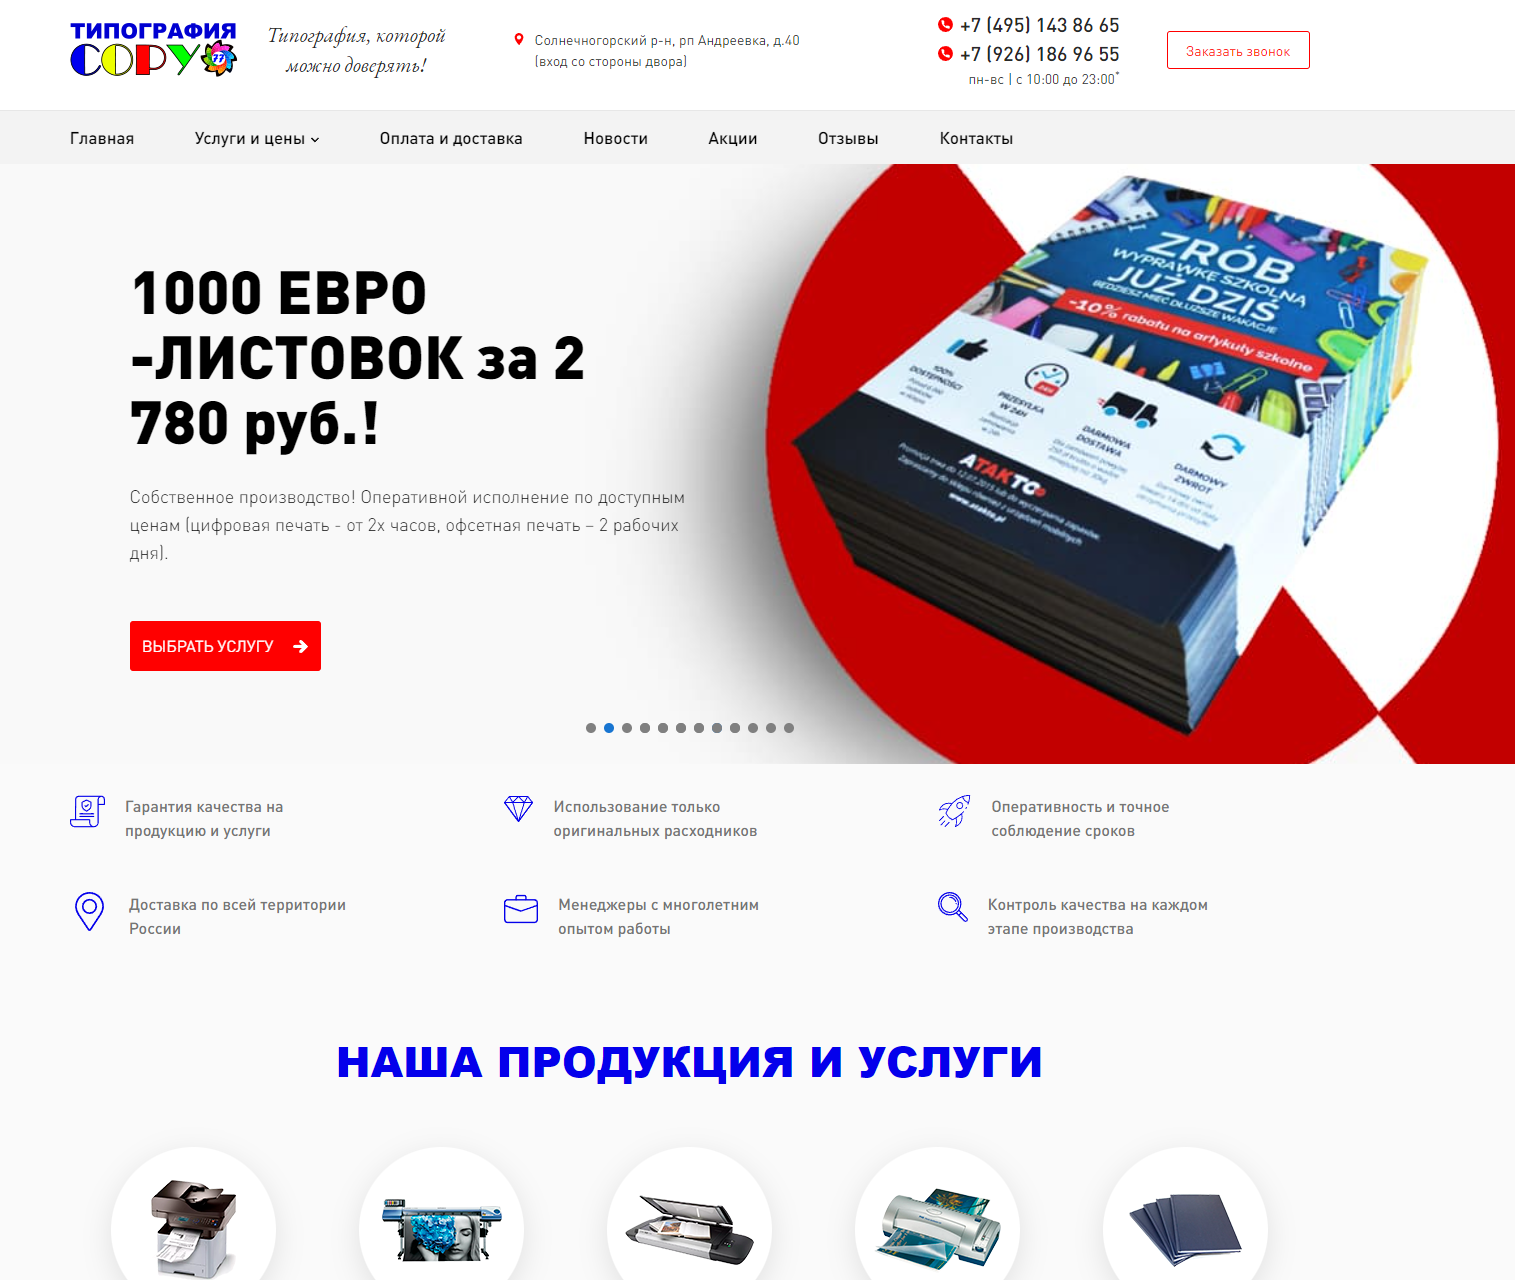 ТИПОГРАФИЯ
COPY 77
Типография, которой
можно доверять!
Солнечногорский р-н, рп Андреевка, д.40
(вход со стороны двора)
+7 (495) 143 86 65
+7 (926) 186 96 55
пн-вс | с 10:00 до 23:00*
Заказать звонок
Главная
Услуги и цены
Оплата и доставка
Новости
Акции
Отзывы
Контакты
1000 ЕВРО
-ЛИСТОВОК за 2
780 руб.!
Собственное производство! Оперативной исполнение по доступным
ценам (цифровая печать - от 2х часов, офсетная печать – 2 рабочих
дня).
ВЫБРАТЬ УСЛУГУ
ZRÓB
WYPRAWKĘ SZKOLNĄ
JUŻ DZIŚ
BĘDZIESZ MIEĆ DŁUŻSZE WAKACJE
-10% rabatu na artykuły szkolne
100%
DOSTĘPNOŚCI
PRZESYŁKA
W 24H
DARMOWA
DOSTAWA
DARMOWY
ZWROT
ATAKTO
www.atakto.pl
Гарантия качества на
продукцию и услуги
Использование только
оригинальных расходников
Оперативность и точное
соблюдение сроков
Доставка по всей территории
России
Менеджеры с многолетним
опытом работы
Контроль качества на каждом
этапе производства
НАША ПРОДУКЦИЯ И УСЛУГИ